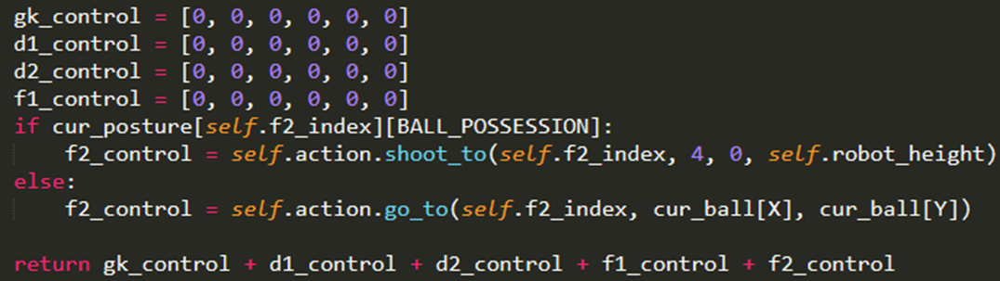 gk_control = [0, 0, 0, 0, 0, 0]
d1_control = [0, 0, 0, 0, 0, 0]
d2_control = [0, 0, 0, 0, 0, 0]
f1_control = [0, 0, 0, 0, 0, 0]
if cur_posture[self.f2_index][BALL_POSSESSION]:
    f2_control = self.action.shoot_to(self.f2_index, 4, 0, self.robot_height)
else:
    f2_control = self.action.go_to(self.f2_index, cur_ball[X], cur_ball[Y])

return gk_control + d1_control + d2_control + f1_control + f2_control